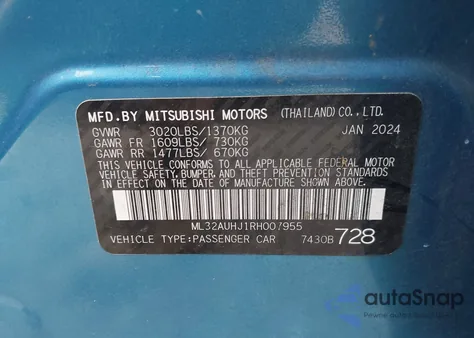 MFD.BY MITSUBISHI MOTORS (THAILAND) CO., LTD.
GVWR 3020LBS/1370KG JAN 2024
GAWR FR 1609LBS/ 730KG
GAWR RR 1477LBS/ 670KG
THIS VEHICLE CONFORMS TO ALL APPLICABLE FEDERAL MOTOR
VEHICLE SAFETY, BUMPER, AND THEFT PREVENTION STANDARDS
IN EFFECT ON THE DATE OF MANUFACTURE SHOWN ABOVE.
ML32AUHJ1RH007955
VEHICLE TYPE:PASSENGER CAR 7430B 728
autoSnap